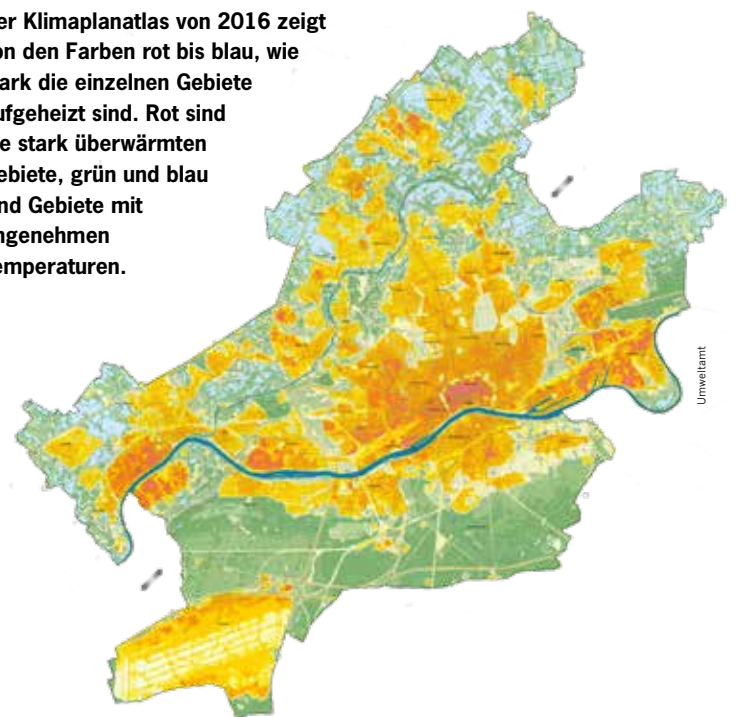 er Klimaplanatlas von 2016 zeigt
on den Farben rot bis blau, wie
ark die einzelnen Gebiete
ufgeheizt sind. Rot sind
e stark überwärmten
ebiete, grün und blau
nd Gebiete mit
ngenehmen
emperaturen.
Umweltamt